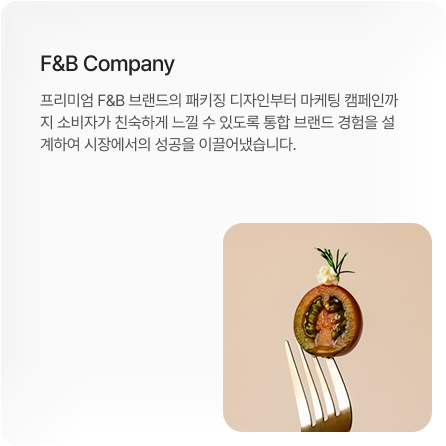 F&B Company
프리미엄 F&B 브랜드의 패키징 디자인부터 마케팅 캠페인까
지 소비자가 친숙하게 느낄 수 있도록 통합 브랜드 경험을 설
계하여 시장에서의 성공을 이끌어냈습니다.